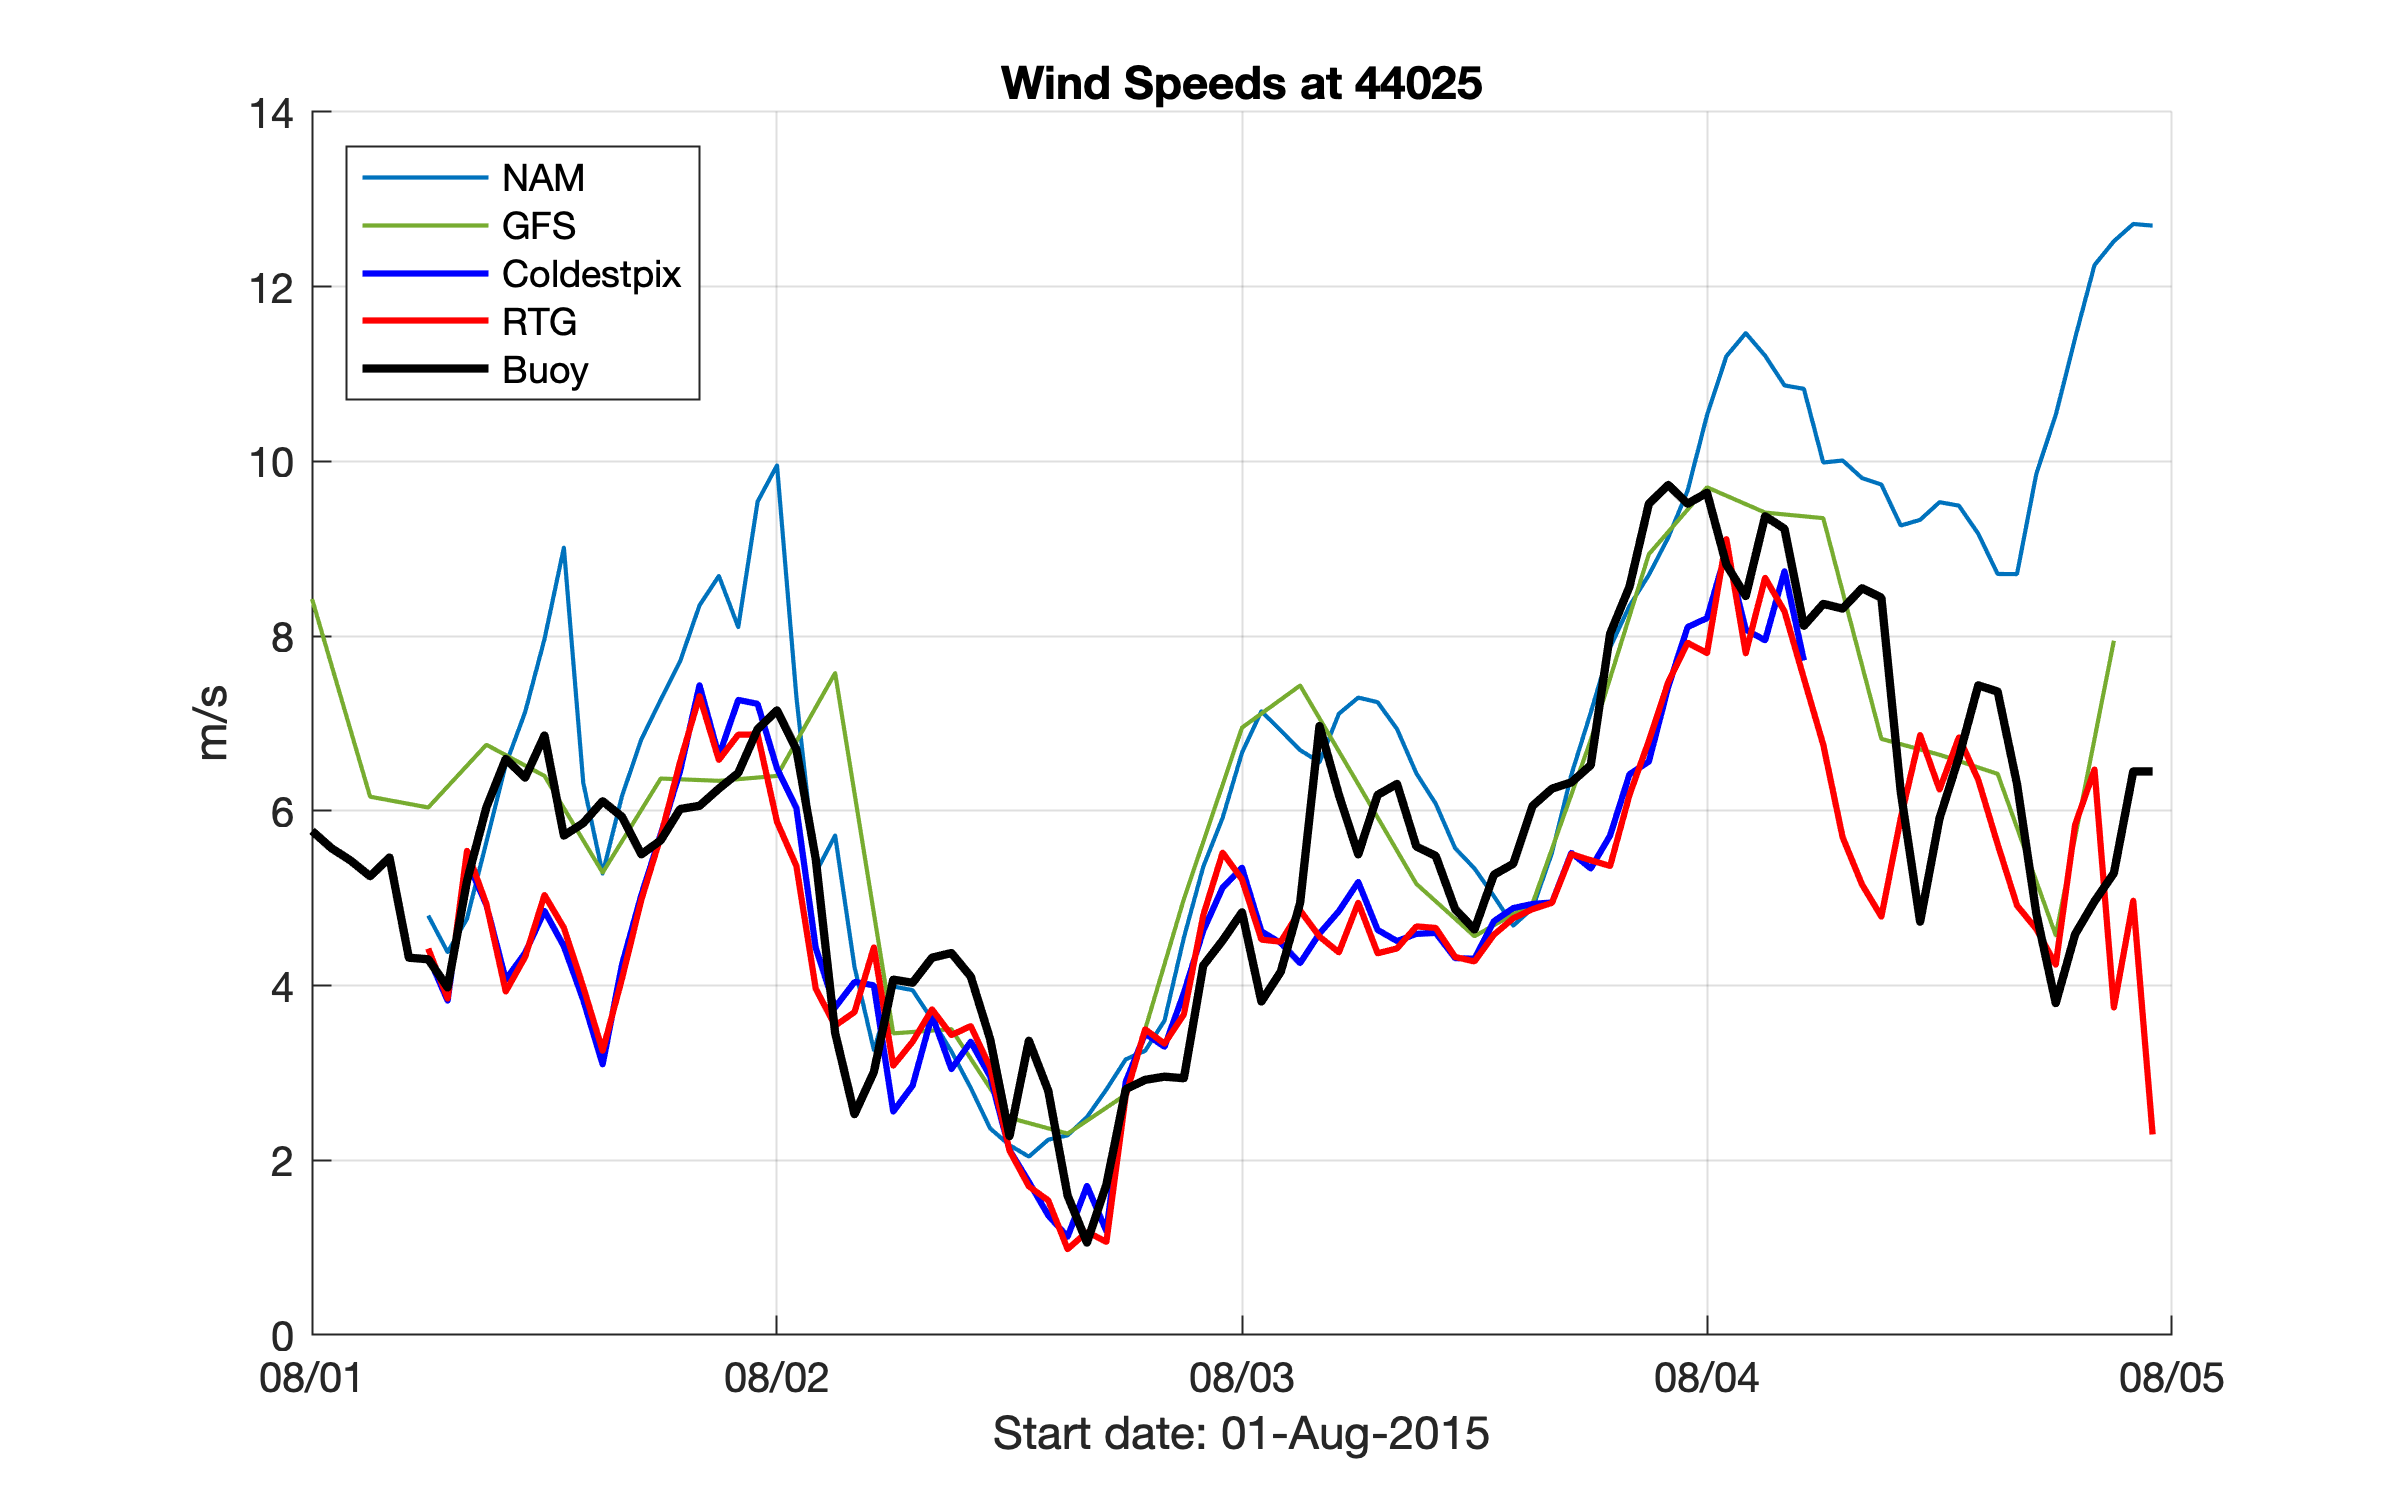 Wind Speeds at 44025
14
12
10
8
6
4
2
0
m/s
NAM
GFS
Coldestpix
RTG
Buoy
08/01 08/02 08/03 08/04 08/05
Start date: 01-Aug-2015